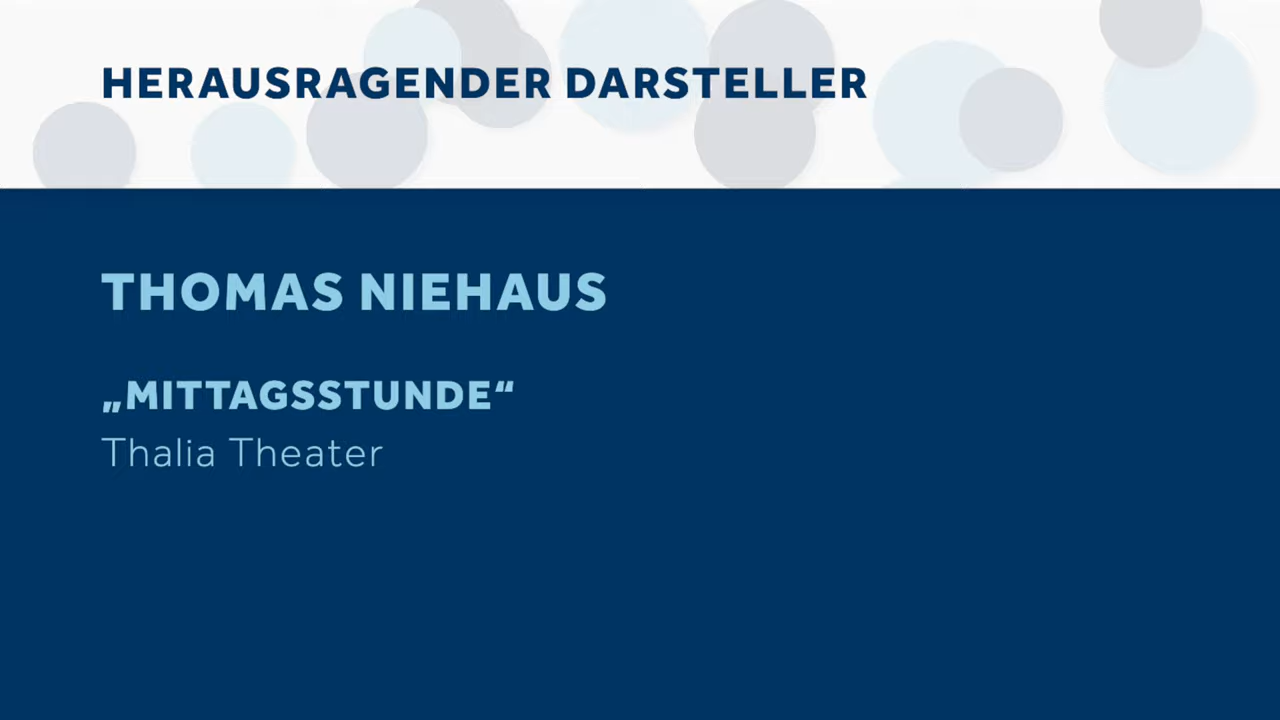 HERAUSRAGENDER DARSTELLER
THOMAS NIEHAUS
„MITTAGSSTUNDE“
Thalia Theater